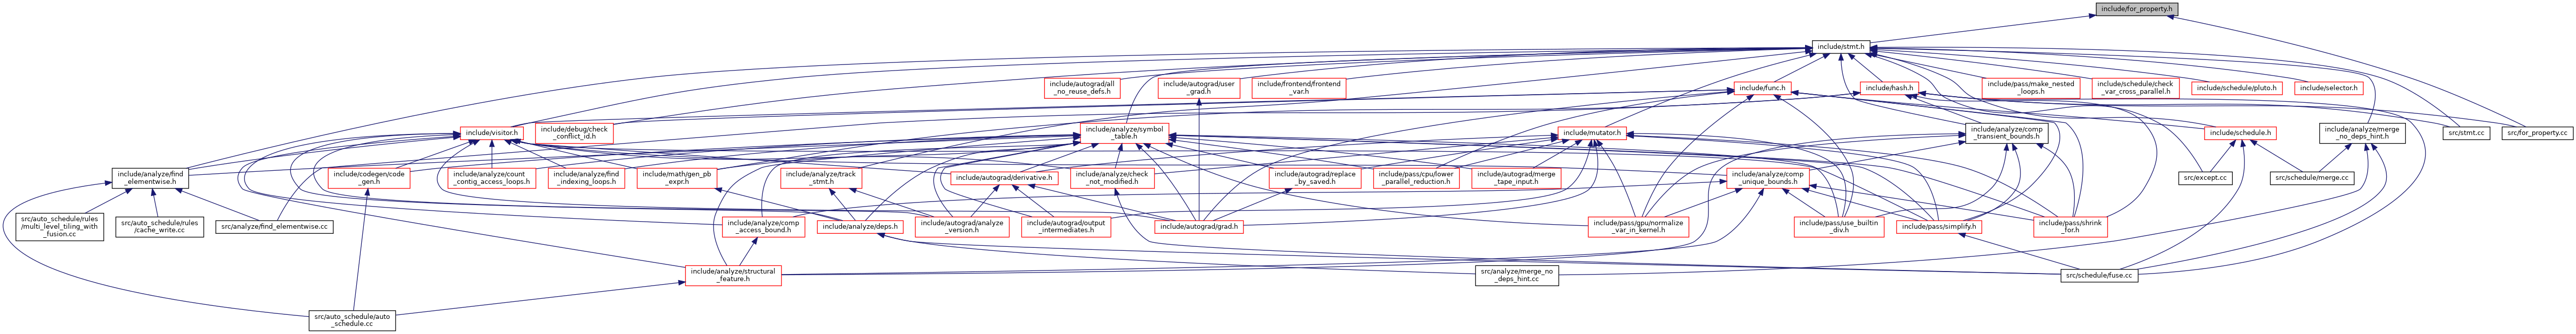 include/for_property.h
include/stmt.h
include/autograd/all
_no_reuse_defs.h
include/autograd/user
_grad.h
include/frontend/frontend
_var.h
include/func.h
include/hash.h
include/pass/make_nested
_loops.h
include/schedule/check
_var_cross_parallel.h
include/schedule/pluto.h
include/selector.h
include/visitor.h
include/debug/check
_conflict_id.h
include/analyze/symbol
_table.h
include/mutator.h
include/analyze/comp
_transient_bounds.h
include/schedule.h
include/analyze/merge
_no_deps_hint.h
src/stmt.cc
src/for_property.cc
include/analyze/find
_elementwise.h
include/codegen/code
_gen.h
include/analyze/count
_contig_access_loops.h
include/analyze/find
_indexing_loops.h
include/math/gen_pb
_expr.h
include/analyze/track
_stmt.h
include/autograd/derivative.h
include/analyze/check
_not_modified.h
include/autograd/replace
_by_saved.h
include/pass/cpu/lower
_parallel_reduction.h
include/autograd/merge
_tape_input.h
include/analyze/comp
_unique_bounds.h
src/except.cc
src/schedule/merge.cc
src/auto_schedule/rules
/multi_level_tiling_with
_fusion.cc
src/auto_schedule/rules
/cache_write.cc
src/analyze/find_elementwise.cc
include/analyze/comp
_access_bound.h
include/analyze/deps.h
include/autograd/analyze
_version.h
include/autograd/output
_intermediates.h
include/autograd/grad.h
include/pass/gpu/normalize
_var_in_kernel.h
include/pass/use_builtin
_div.h
include/pass/simplify.h
include/pass/shrink
_for.h
include/analyze/structural
_feature.h
src/analyze/merge_no
_deps_hint.cc
src/schedule/fuse.cc
src/auto_schedule/auto
_schedule.cc